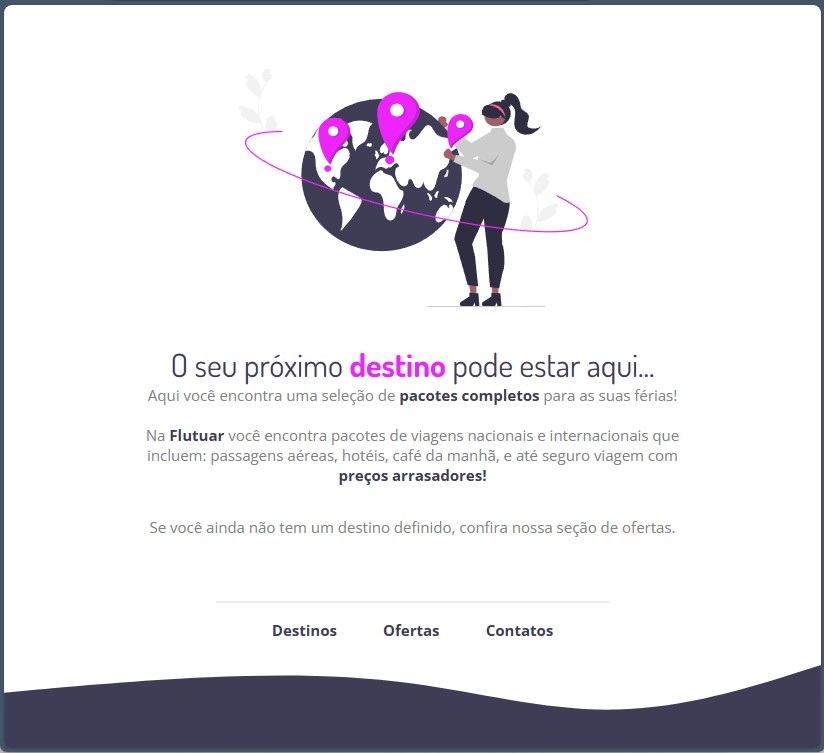 O seu próximo destino pode estar aqui...
Aqui você encontra uma seleção de pacotes completos para as suas férias!
Na Flutuar você encontra pacotes de viagens nacionais e internacionais que
incluem: passagens aéreas, hotéis, café da manhã, e até seguro viagem com
preços arrasadores!
Se você ainda não tem um destino definido, confira nossa seção de ofertas.
Destinos Ofertas Contatos